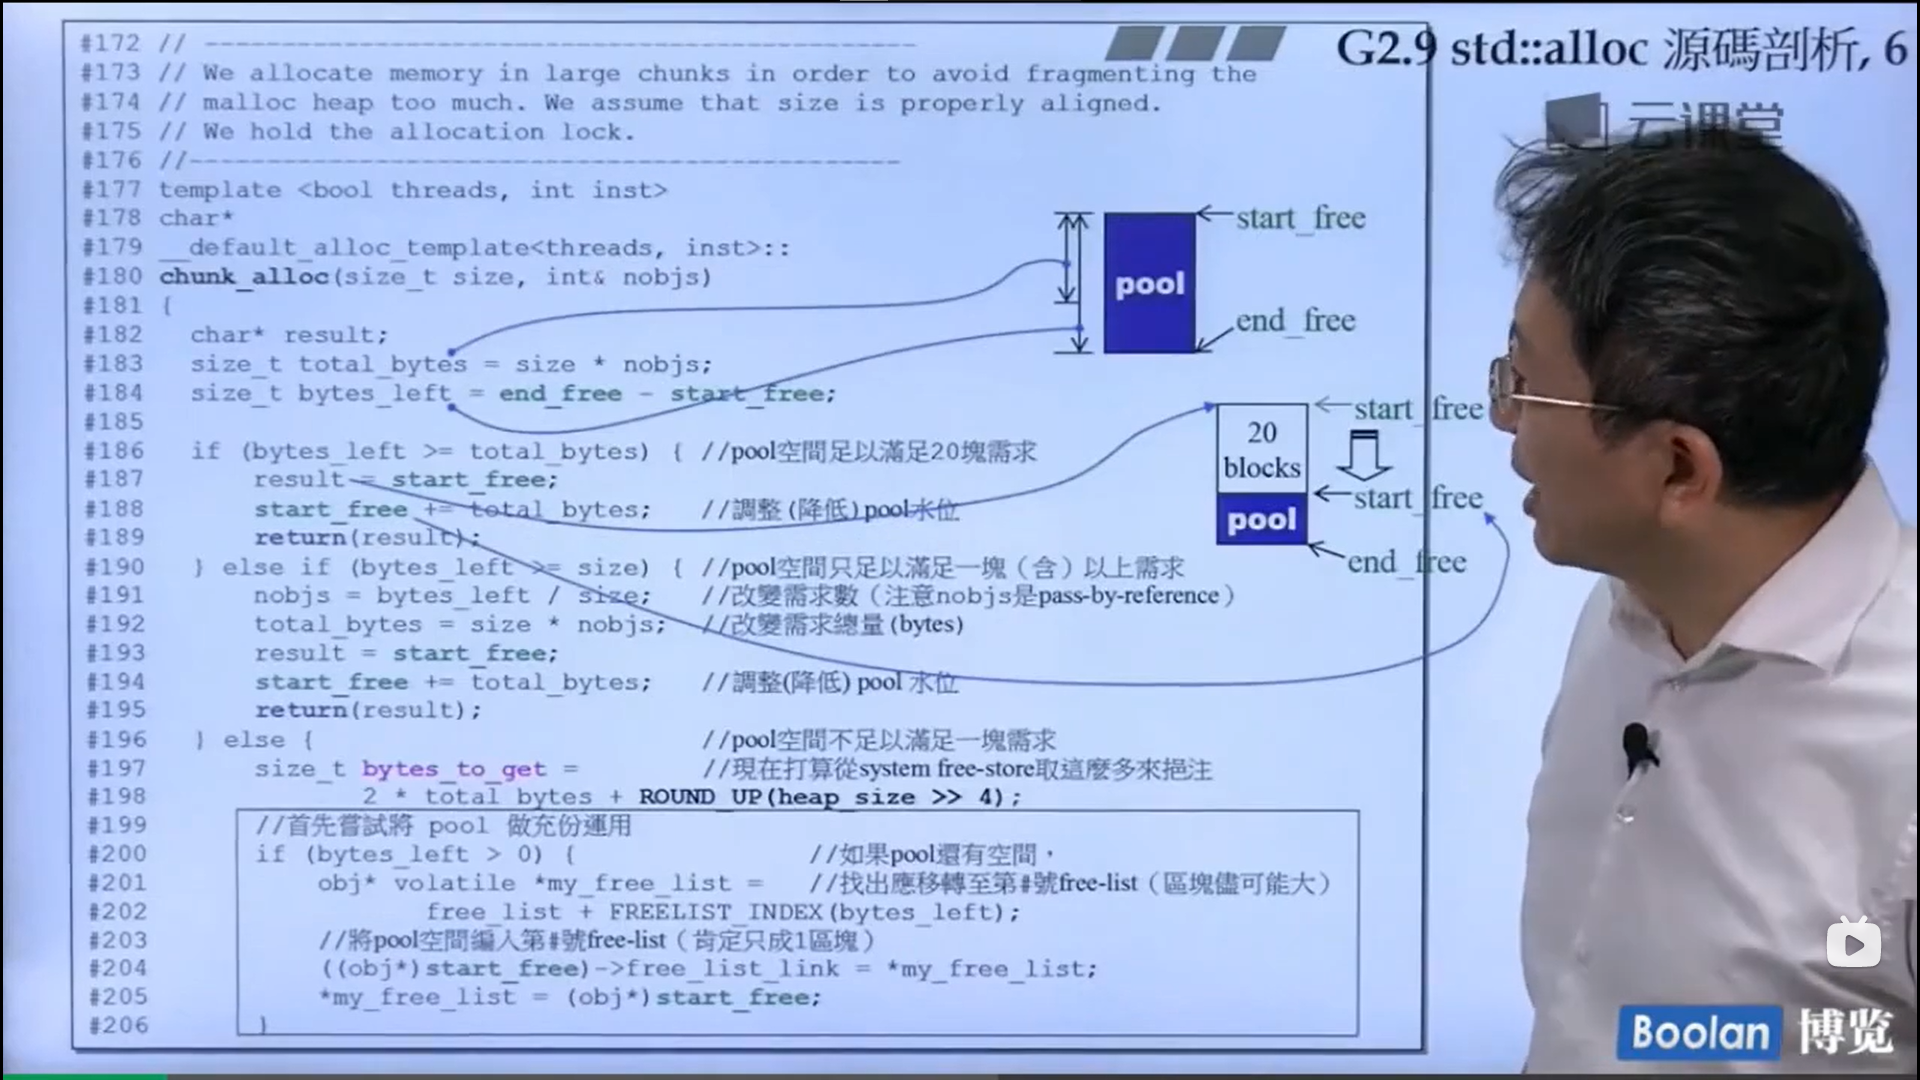 G2.9 std::alloc 源碼剖析, 6
云课堂
#172 // ----------------------------------------------
#173 // We allocate memory in large chunks in order to avoid fragmenting the
#174 // malloc heap too much. We assume that size is properly aligned.
#175 // We hold the allocation lock.
#176 //----------------------------------------------
#177 template <bool threads, int inst>
#178 char*
#179 __default_alloc_template<threads, inst>::
#180 chunk_alloc(size_t size, int& nobjs)
#181 {
#182 char* result;
#183 size_t total_bytes = size * nobjs;
#184 size_t bytes_left = end_free - start_free;
#185
#186 if (bytes_left >= total_bytes) { //pool空間足以滿足20塊需求
#187 result = start_free;
#188 start_free += total_bytes; //調整(降低)pool水位
#189 return(result);
#190 } else if (bytes_left >= size) { //pool空間只足以滿足一塊（含）以上需求
#191 nobjs = bytes_left / size; //改變需求數（注意nobjs是pass-by-reference）
#192 total_bytes = size * nobjs; //改變需求總量(bytes)
#193 result = start_free;
#194 start_free += total_bytes; //調整(降低) pool 水位
#195 return(result);
#196 } else { //pool空間不足以滿足一塊需求
#197 size_t bytes_to_get = //現在打算從system free-store取這麼多來挹注
#198 2 * total_bytes + ROUND_UP(heap_size >> 4);
#199 //首先嘗試將 pool 做充份運用
#200 if (bytes_left > 0) { //如果pool還有空間，
#201 obj* volatile *my_free_list = //找出應移轉至第#號free-list（區塊儘可能大）
#202 free_list + FREELIST_INDEX(bytes_left);
#203 //將pool空間編入第#號free-list（肯定只成1區塊）
#204 ((obj*)start_free)->free_list_link = *my_free_list;
#205 *my_free_list = (obj*)start_free;
#206 }
start_free
pool
end_free
20
blocks
start_free
start_free
pool
end_free
Boolan 博览